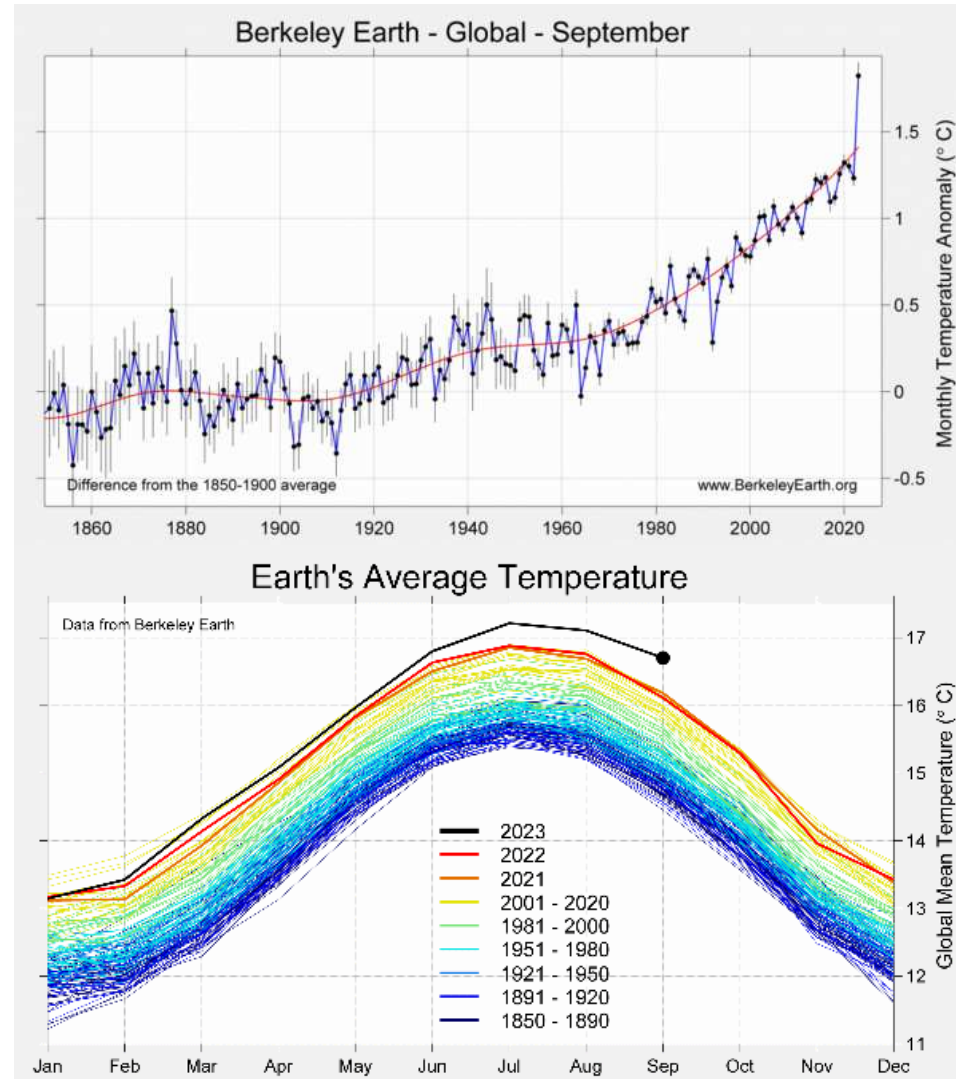 Berkeley Earth - Global - September
1.5
1
0.5
0
-0.5
Monthly Temperature Anomaly (° C)
Difference from the 1850-1900 average
www.BerkeleyEarth.org
1860 1880 1900 1920 1940 1960 1980 2000 2020
Earth's Average Temperature
Data from Berkeley Earth
17
16
15
14
13
12
11
Global Mean Temperature (° C)
2023
2022
2021
2001 - 2020
1981 - 2000
1951 - 1980
1921 - 1950
1891 - 1920
1850 - 1890
Jan Feb Mar Apr May Jun Jul Aug Sep Oct Nov Dec